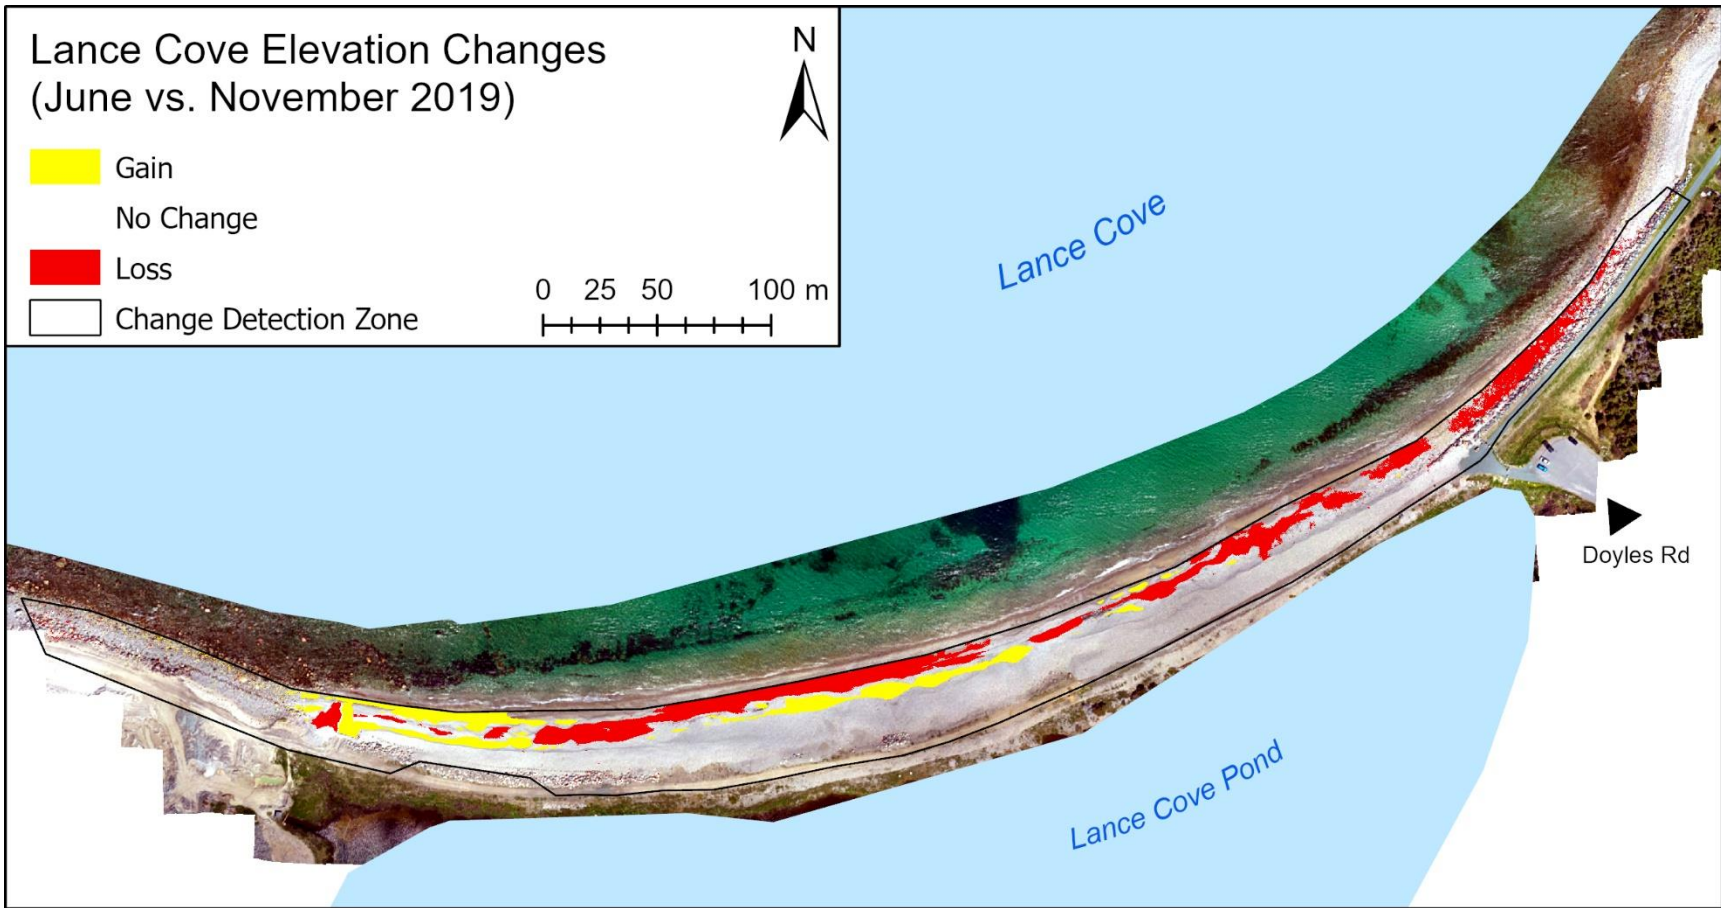 Lance Cove Elevation Changes
(June vs. November 2019)
N
Gain
No Change
Loss
Change Detection Zone
0 25 50 100 m
Lance Cove
Doyles Rd
Lance Cove Pond